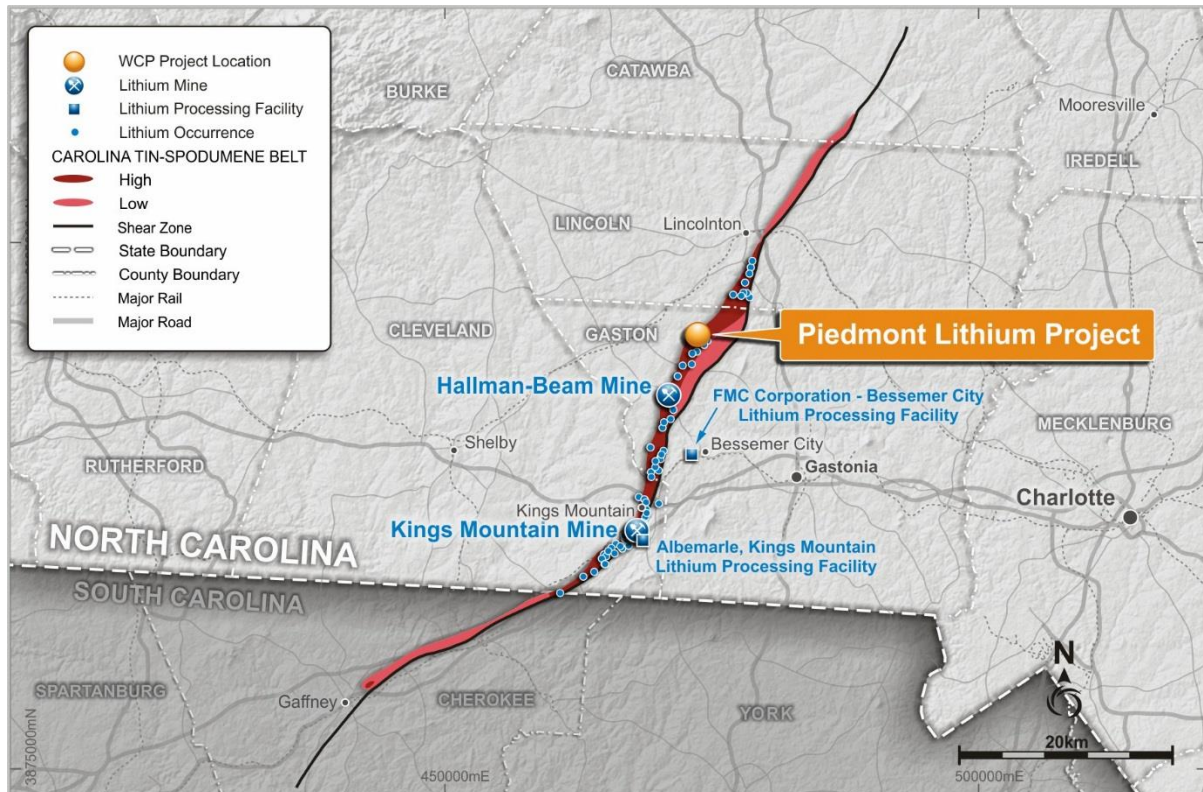 WCP Project Location
Lithium Mine
Lithium Processing Facility
Lithium Occurrence
CAROLINA TIN-SPODUMENE BELT
High
Low
Shear Zone
State Boundary
County Boundary
Major Rail
Major Road
CATAWBA
BURKE
Mooresville
IREDELL
LINCOLN
Lincolnton
CLEVELAND
GASTON
Piedmont Lithium Project
Hallman-Beam Mine
FMC Corporation - Bessemer City
Lithium Processing Facility
MECKLENBURG
Shelby
Bessemer City
RUTHERFORD
Gastonia
Charlotte
Kings Mountain
Kings Mountain Mine
NORTH CAROLINA
Albemarle, Kings Mountain
Lithium Processing Facility
SOUTH CAROLINA
N
SPARTANBURG
Gaffney
CHEROKEE
YORK
20km
3875000mN
450000mE
500000mE